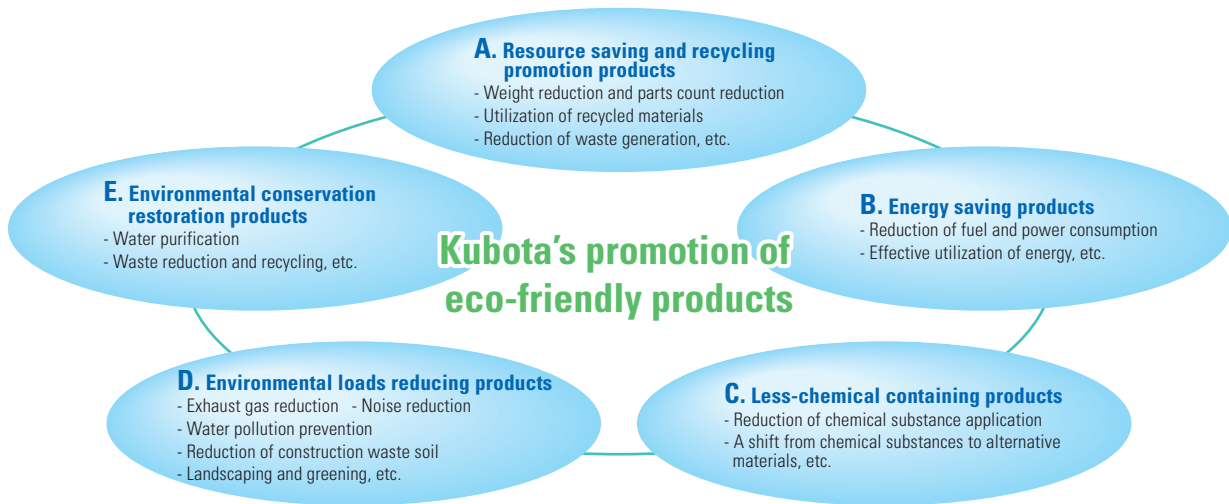 A. Resource saving and recycling
promotion products
- Weight reduction and parts count reduction
- Utilization of recycled materials
- Reduction of waste generation, etc.
E. Environmental conservation
restoration products
- Water purification
- Waste reduction and recycling, etc.
B. Energy saving products
- Reduction of fuel and power consumption
- Effective utilization of energy, etc.
Kubota's promotion of
eco-friendly products
D. Environmental loads reducing products
- Exhaust gas reduction - Noise reduction
- Water pollution prevention
- Reduction of construction waste soil
- Landscaping and greening, etc.
C. Less-chemical containing products
- Reduction of chemical substance application
- A shift from chemical substances to alternative
materials, etc.